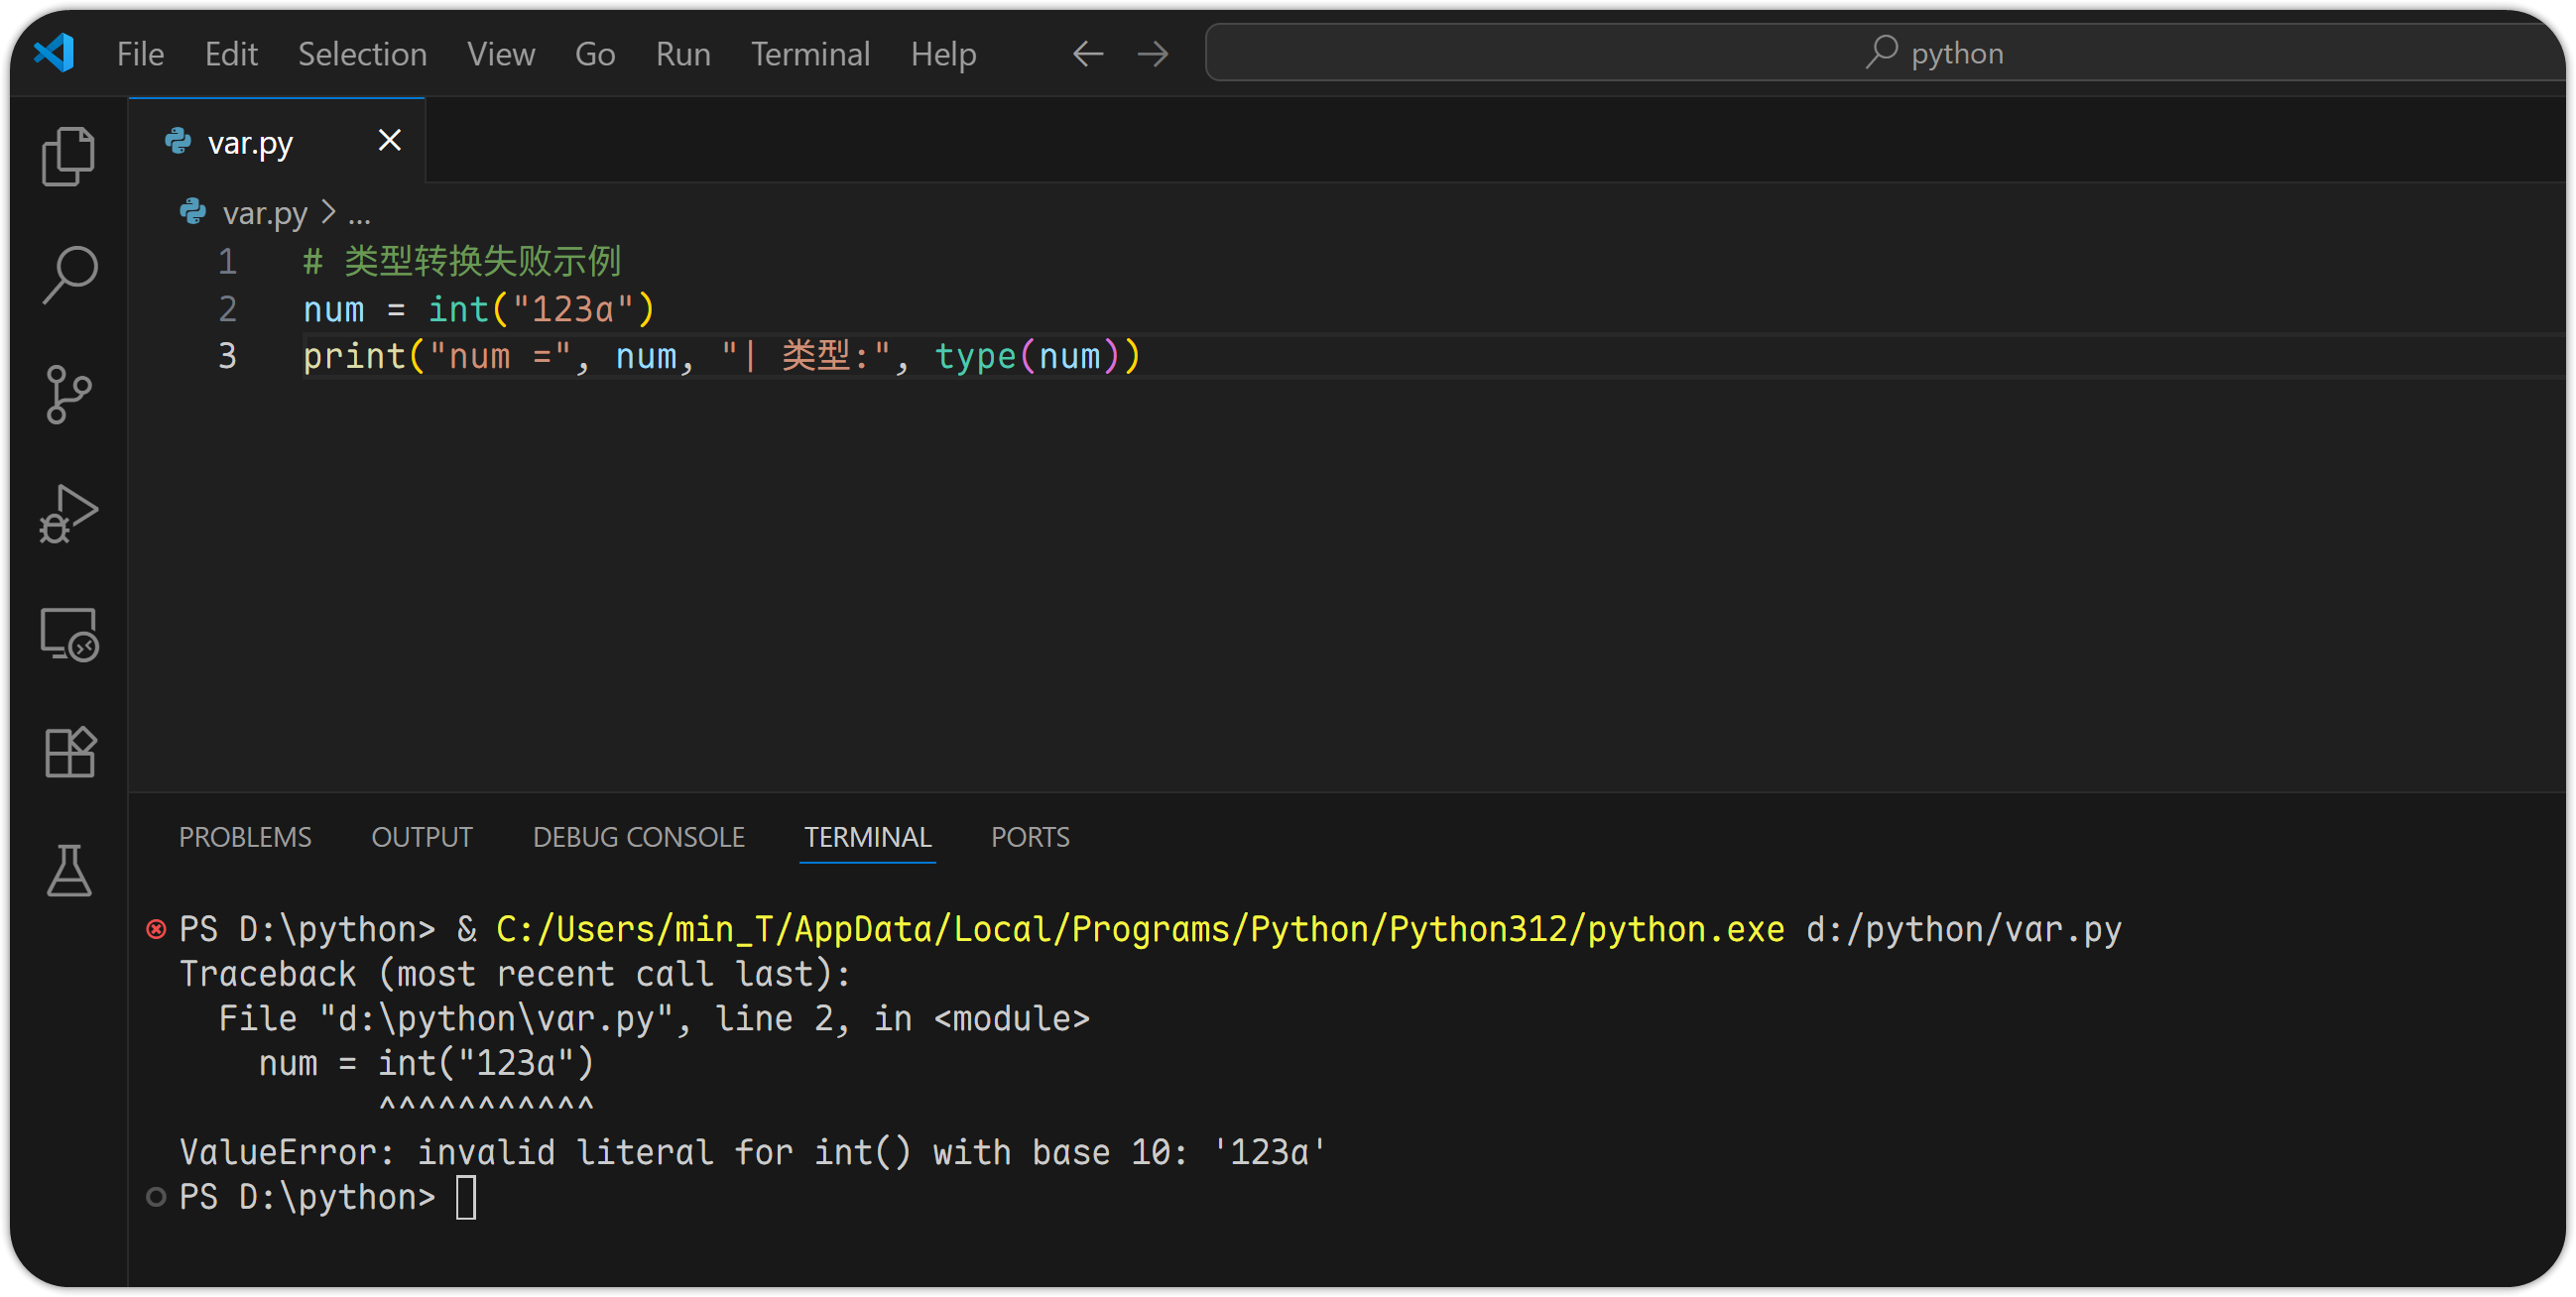 File Edit Selection View Go Run Terminal Help ← → python
var.py
var.py > ...
1 # 类型转换失败示例
2 num = int("123a")
3 print("num =", num, "| 类型:", type(num))
PROBLEMS OUTPUT DEBUG CONSOLE TERMINAL PORTS
PS D:\python> & C:/Users/min_T/AppData/Local/Programs/Python/Python312/python.exe d:/python/var.py
Traceback (most recent call last):
  File "d:\python\var.py", line 2, in <module>
    num = int("123a")
          ^^^^^^^^^^^
ValueError: invalid literal for int() with base 10: '123a'
PS D:\python>